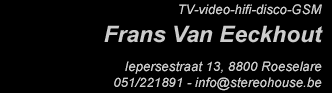 TV-video-hifi-disco-GSM
Frans Van Eeckhout
Iepersestraat 13, 8800 Roeselare
051/221891 - info@stereohouse.be